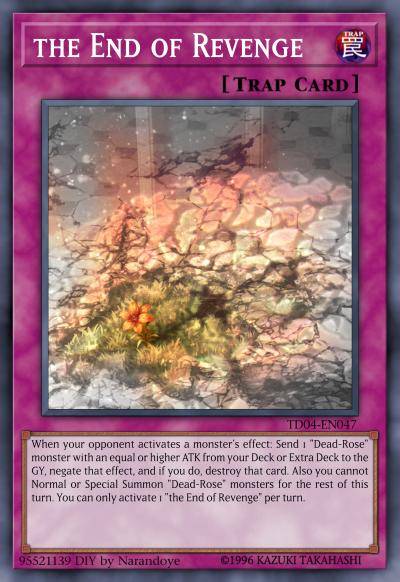 the End of Revenge
TRAP
罠
[Trap Card]
TD04-EN047
When your opponent activates a monster's effect: Send 1 "Dead-Rose"
monster with an equal or higher ATK from your Deck or Extra Deck to the
GY, negate that effect, and if you do, destroy that card. Also you cannot
Normal or Special Summon "Dead-Rose" monsters for the rest of this
turn. You can only activate 1 "the End of Revenge" per turn.
95521139 DIY by Narandoye ©1996 KAZUKI TAKAHASHI